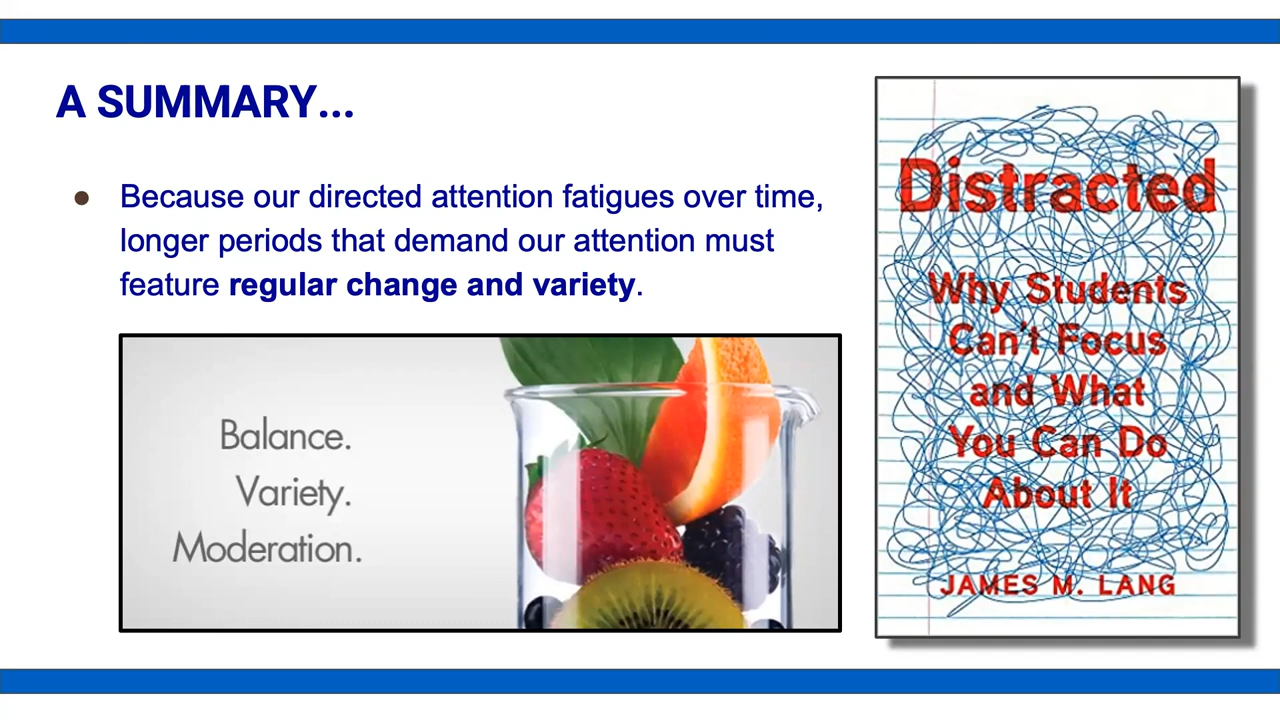 A SUMMARY...
● Because our directed attention fatigues over time,
longer periods that demand our attention must
feature regular change and variety.
Balance.
Variety.
Moderation.
Distracted
Why Students
Can't Focus
and What
You Can Do
About It
JAMES M. LANG